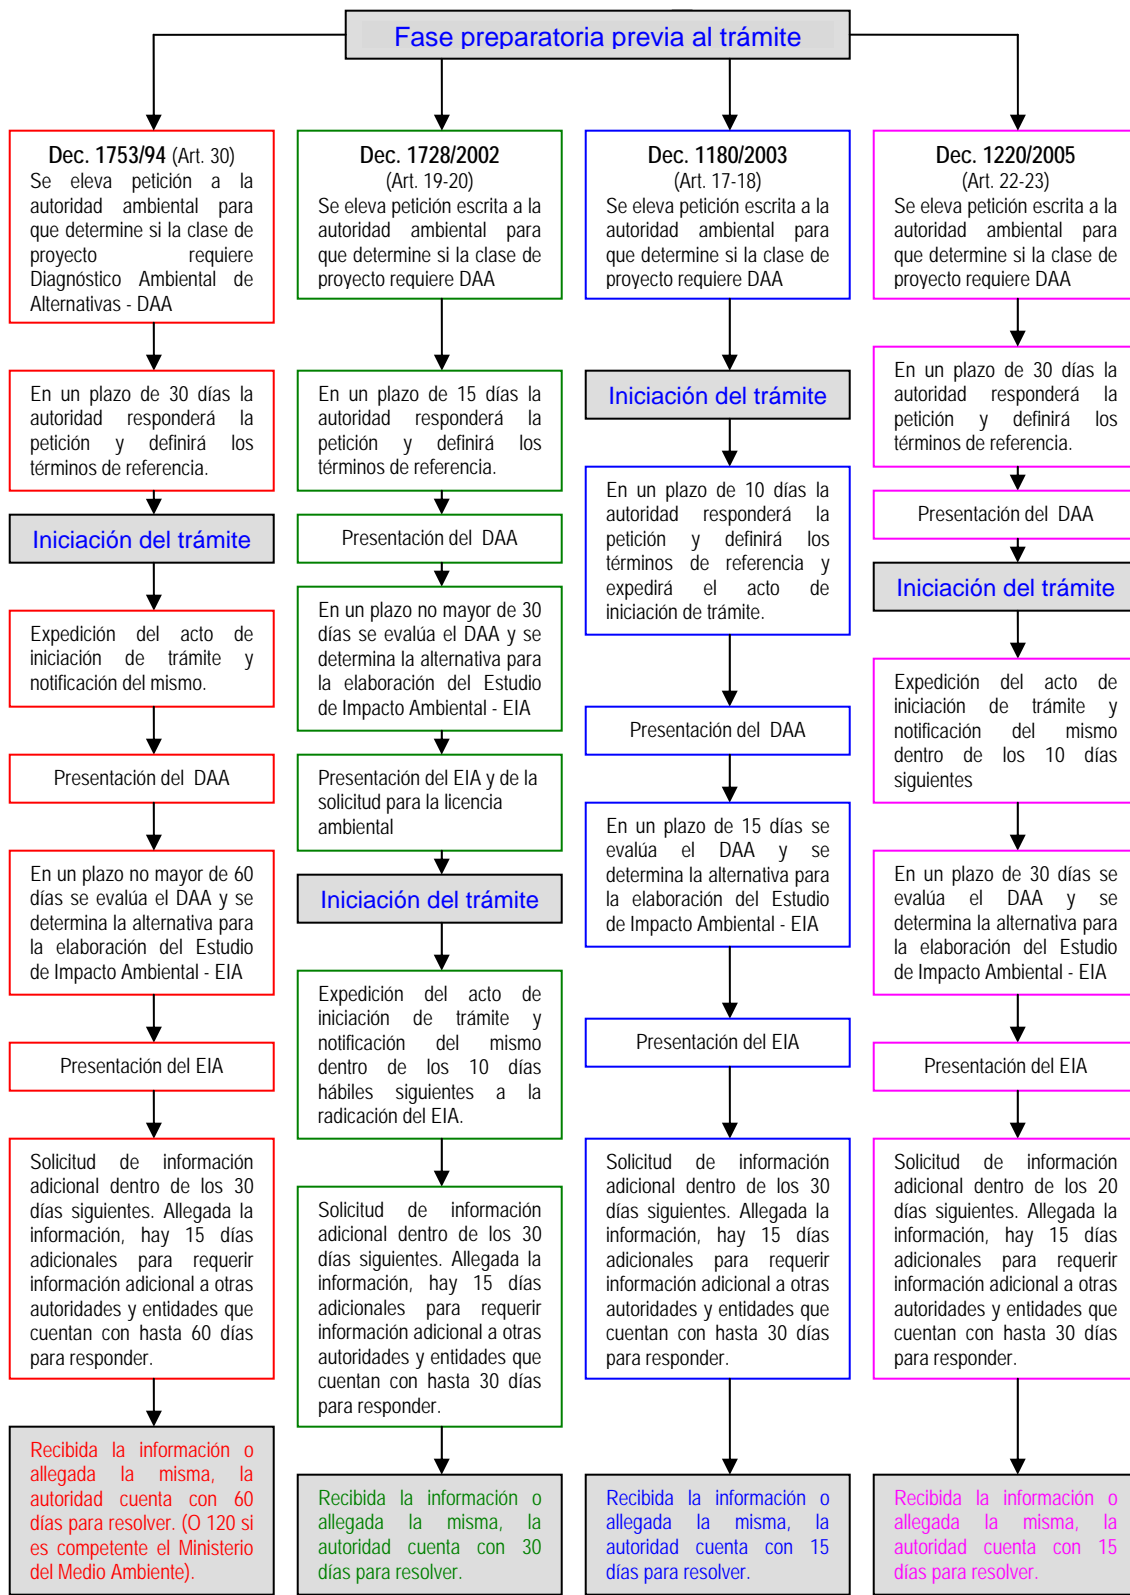 Fase preparatoria previa al trámite
Dec. 1753/94 (Art. 30)
Se eleva petición a la
autoridad ambiental para
que determine si la clase de
proyecto requiere
Diagnóstico Ambiental de
Alternativas - DAA
En un plazo de 30 días la
autoridad responderá la
petición y definirá los
términos de referencia.
Iniciación del trámite
Expedición del acto de
iniciación de trámite y
notificación del mismo.
Presentación del DAA
En un plazo no mayor de 60
días se evalúa el DAA y se
determina la alternativa para
la elaboración del Estudio
de Impacto Ambiental - EIA
Presentación del EIA
Solicitud de información
adicional dentro de los 30
días siguientes. Allegada la
información, hay 15 días
adicionales para requerir
información adicional a otras
autoridades y entidades que
cuentan con hasta 60 días
para responder.
Recibida la información o
allegada la misma, la
autoridad cuenta con 60
días para resolver. (O 120 si
es competente el Ministerio
del Medio Ambiente).
Dec. 1728/2002
(Art. 19-20)
Se eleva petición escrita a la
autoridad ambiental para
que determine si la clase de
proyecto requiere DAA
En un plazo de 15 días la
autoridad responderá la
petición y definirá los
términos de referencia.
Presentación del DAA
En un plazo no mayor de 30
días se evalúa el DAA y se
determina la alternativa para
la elaboración del Estudio
de Impacto Ambiental - EIA
Presentación del EIA y de la
solicitud para la licencia
ambiental
Iniciación del trámite
Expedición del acto de
iniciación de trámite y
notificación del mismo
dentro de los 10 días
hábiles siguientes a la
radicación del EIA.
Solicitud de información
adicional dentro de los 30
días siguientes. Allegada la
información, hay 15 días
adicionales para requerir
información adicional a otras
autoridades y entidades que
cuentan con hasta 30 días
para responder.
Recibida la información o
allegada la misma, la
autoridad cuenta con 30
días para resolver.
Dec. 1180/2003
(Art. 17-18)
Se eleva petición escrita a la
autoridad ambiental para
que determine si la clase de
proyecto requiere DAA
Iniciación del trámite
En un plazo de 10 días la
autoridad responderá la
petición y definirá los
términos de referencia y
expedirá el acto de
iniciación de trámite.
Presentación del DAA
En un plazo de 15 días se
evalúa el DAA y se
determina la alternativa para
la elaboración del Estudio
de Impacto Ambiental - EIA
Presentación del EIA
Solicitud de información
adicional dentro de los 30
días siguientes. Allegada la
información, hay 15 días
adicionales para requerir
información adicional a otras
autoridades y entidades que
cuentan con hasta 30 días
para responder.
Recibida la información o
allegada la misma, la
autoridad cuenta con 15
días para resolver.
Dec. 1220/2005
(Art. 22-23)
Se eleva petición escrita a la
autoridad ambiental para
que determine si la clase de
proyecto requiere DAA
En un plazo de 30 días la
autoridad responderá la
petición y definirá los
términos de referencia.
Presentación del DAA
Iniciación del trámite
Expedición del acto de
iniciación de trámite y
notificación del mismo
dentro de los 10 días
siguientes
En un plazo de 30 días se
evalúa el DAA y se
determina la alternativa para
la elaboración del Estudio
de Impacto Ambiental - EIA
Presentación del EIA
Solicitud de información
adicional dentro de los 20
días siguientes. Allegada la
información, hay 15 días
adicionales para requerir
información adicional a otras
autoridades y entidades que
cuentan con hasta 30 días
para responder.
Recibida la información o
allegada la misma, la
autoridad cuenta con 15
días para resolver.